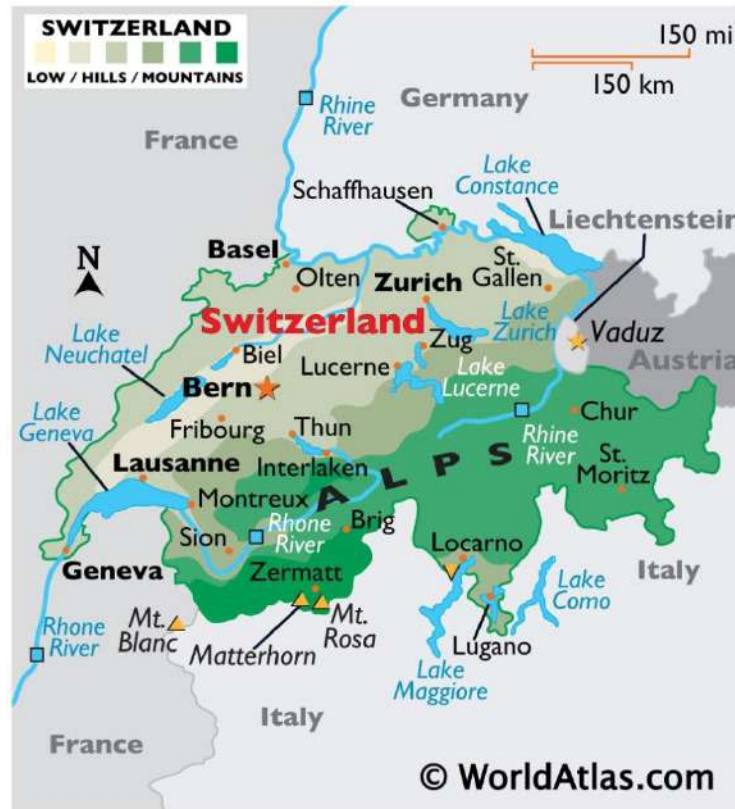 SWITZERLAND
LOW / HILLS / MOUNTAINS
150 mi
150 km
Rhine
River
Germany
France
Lake
Constance
Schaffhausen
Liechtenstein
N
Basel
Olten
Zurich
St.
Gallen
Switzerland
Lake
Zurich
Vaduz
Lake
Neuchatel
Biel
Zug
Lucerne
Lake
Lucerne
Austria
Bern
Lake
Geneva
Fribourg
Thun
Rhine
River
Chur
Lausanne
Interlaken
ALPS
St.
Moritz
Montreux
Sion
Rhone
River
Brig
Geneva
Zermatt
Locarno
Italy
Rhone
River
Mt.
Blanc
Matterhorn
Mt.
Rosa
Lugano
Lake
Como
Lake
Maggiore
Italy
France
© WorldAtlas.com